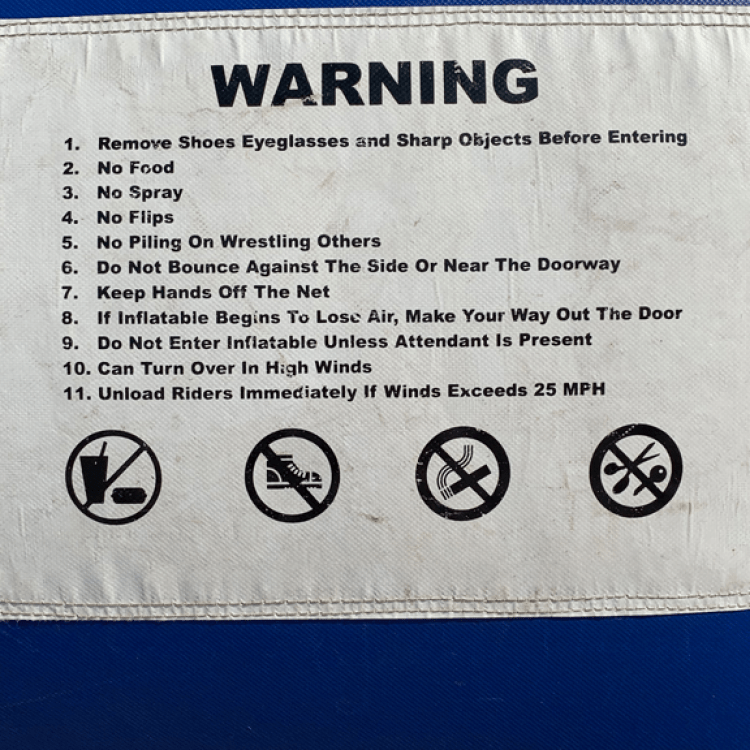 WARNING
1. Remove Shoes Eyeglasses and Sharp Objects Before Entering
2. No Food
3. No Spray
4. No Flips
5. No Piling On Wrestling Others
6. Do Not Bounce Against The Side Or Near The Doorway
7. Keep Hands Off The Net
8. If Inflatable Begins To Lose Air, Make Your Way Out The Door
9. Do Not Enter Inflatable Unless Attendant Is Present
10. Can Turn Over In High Winds
11. Unload Riders Immediately If Winds Exceeds 25 MPH